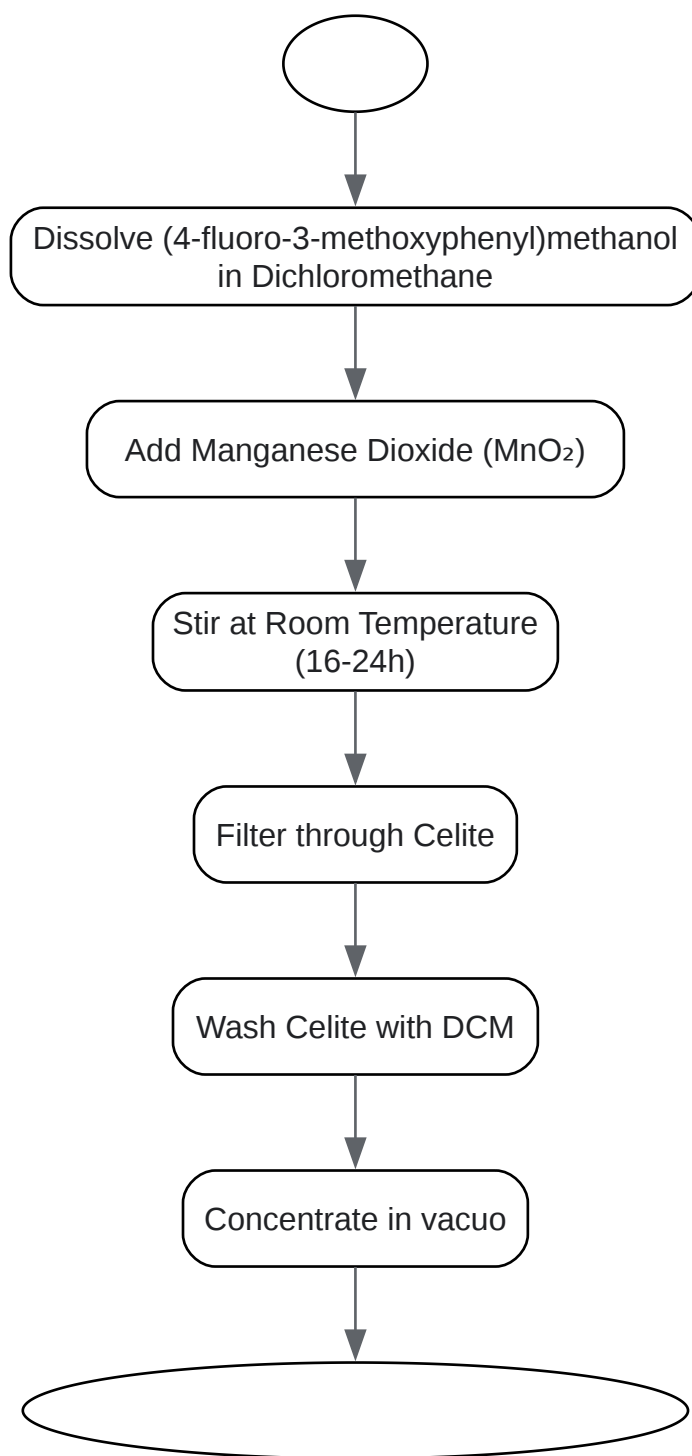 Dissolve (4-fluoro-3-methoxyphenyl)methanol
in Dichloromethane
Add Manganese Dioxide (MnO₂)
Stir at Room Temperature
(16-24h)
Filter through Celite
Wash Celite with DCM
Concentrate in vacuo